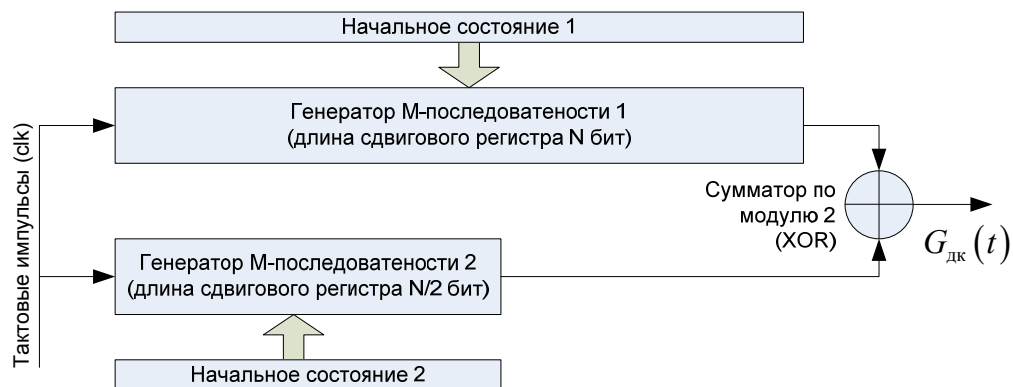 Начальное состояние 1
Генератор М-последоватености 1
(длина сдвигового регистра N бит)
Тактовые импульсы (clk)
Сумматор по
модулю 2
(XOR)
Gдк (t)
Генератор М-последоватености 2
(длина сдвигового регистра N/2 бит)
Начальное состояние 2